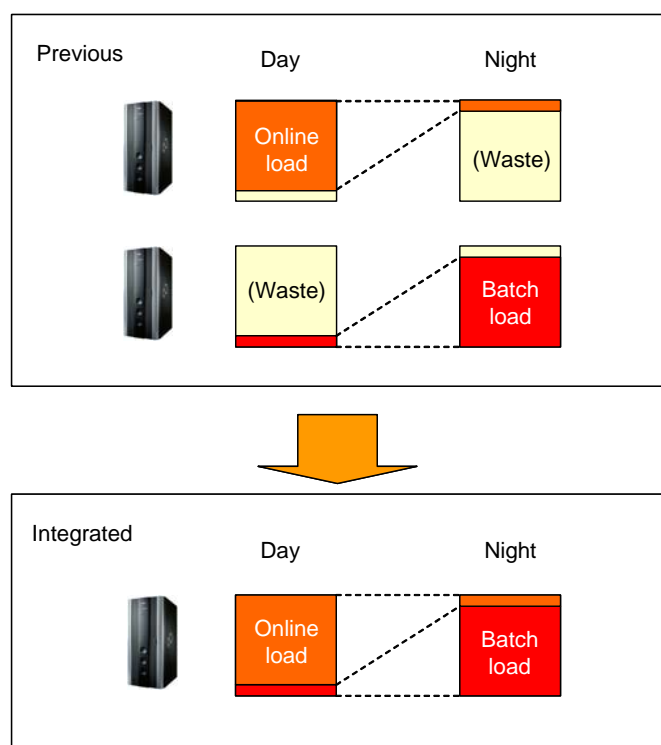 Previous
Day
Night
Online
load
(Waste)
(Waste)
Batch
load
Integrated
Day
Night
Online
load
Batch
load